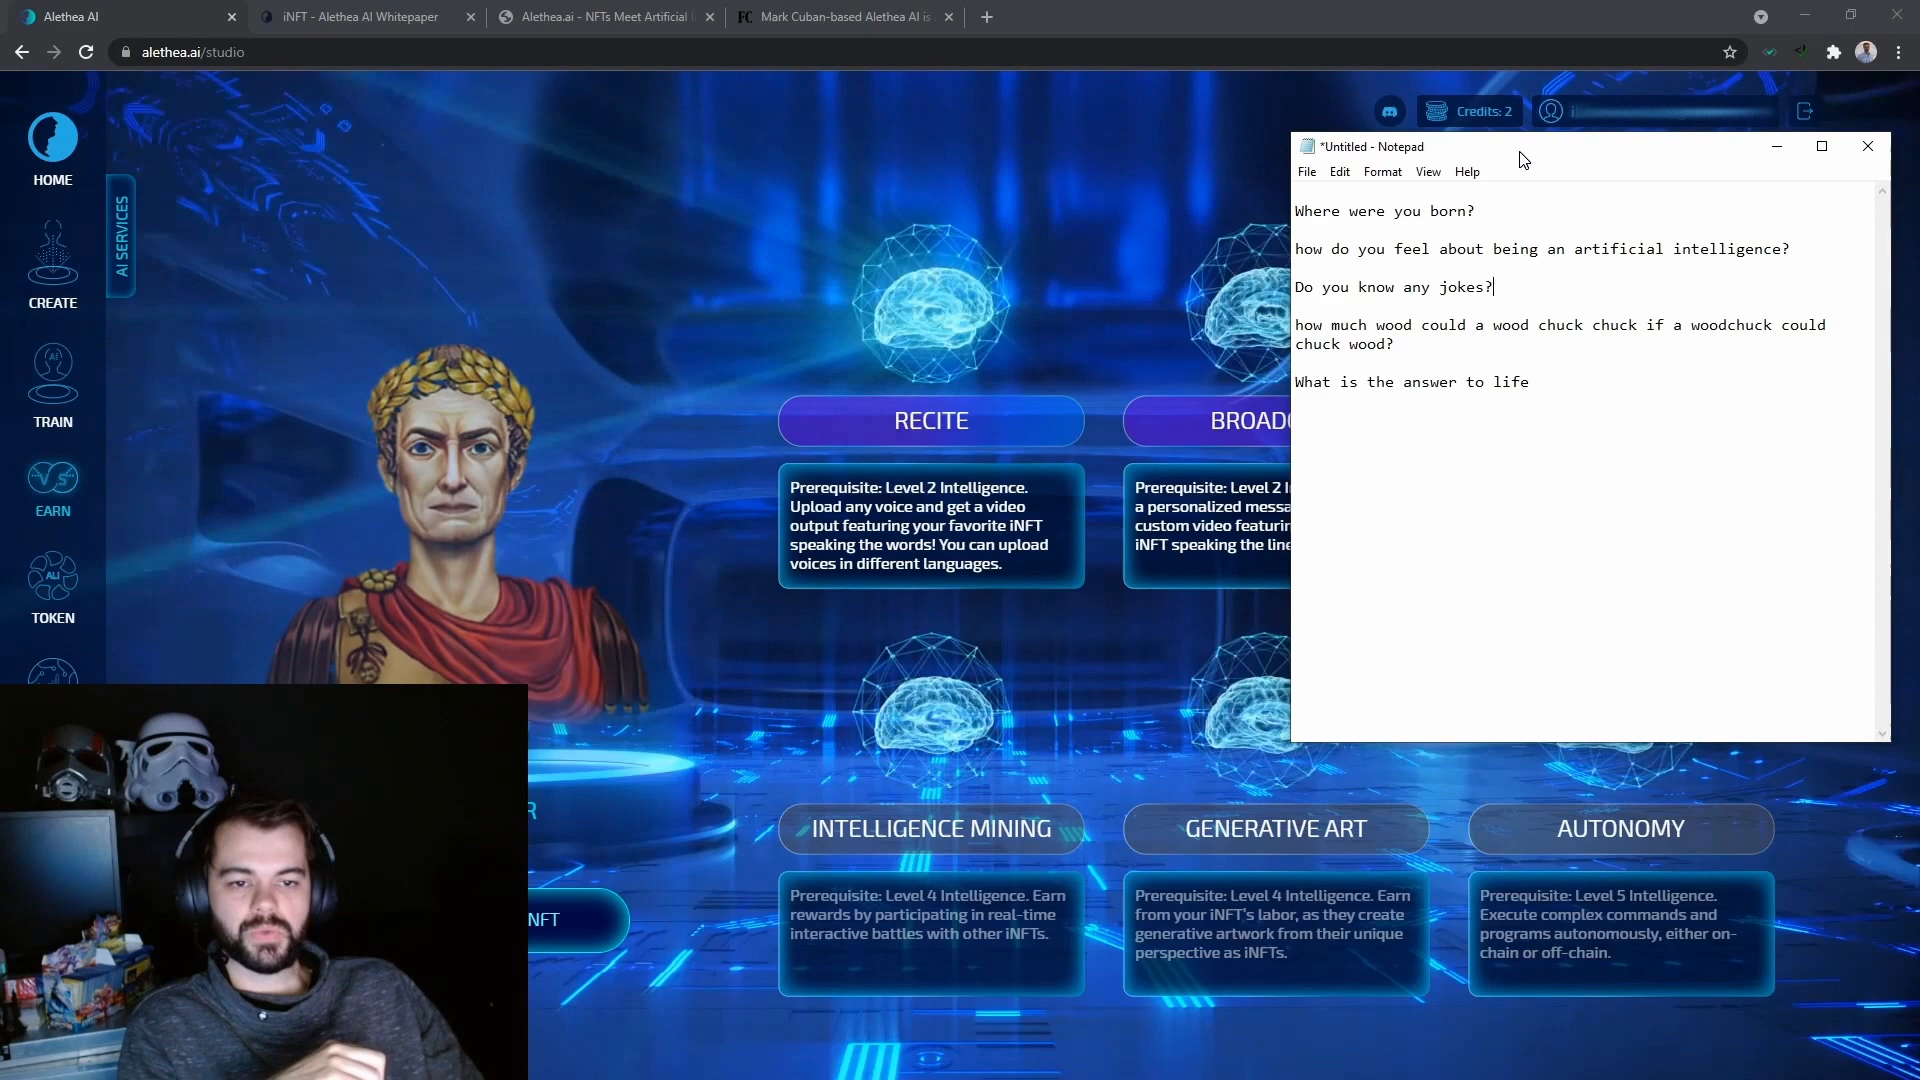 Alethea AI
iNFT - Alethea AI Whitepaper
Alethea.ai - NFTs Meet Artificial
FC Mark Cuban-based Alethea AI is
alethea.ai/studio
Credits: 2
HOME
CREATE
AI
TRAIN
VS
EARN
ALI
TOKEN
AI SERVICES
RECITE
Prerequisite: Level 2 Intelligence.
Upload any voice and get a video
output featuring your favorite iNFT
speaking the words! You can upload
voices in different languages.
BROAD
Prerequisite: Level 2
a personalized messa
custom video featurin
iNFT speaking the line
*Untitled - Notepad
File Edit Format View Help
Where were you born?
how do you feel about being an artificial intelligence?
Do you know any jokes?
how much wood could a wood chuck chuck if a woodchuck could
chuck wood?
What is the answer to life
R
NFT
INTELLIGENCE MINING
Prerequisite: Level 4 Intelligence. Earn
rewards by participating in real-time
interactive battles with other iNFTs.
GENERATIVE ART
Prerequisite: Level 4 Intelligence. Earn
from your iNFT's labor, as they create
generative artwork from their unique
perspective as iNFTs.
AUTONOMY
Prerequisite: Level 5 Intelligence.
Execute complex commands and
programs autonomously, either on-
chain or off-chain.